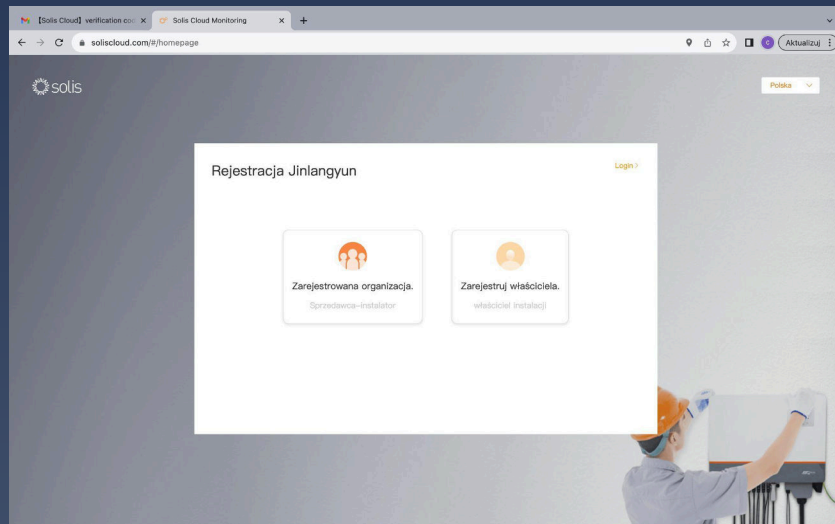 【Solis Cloud】verification cod
Solis Cloud Monitoring
soliscloud.com/#/homepage
C
Aktualizuj
solis
Polska
Rejestracja Jinlangyun
Login
Zarejestrowana organizacja.
Zarejestruj właściciela.
Sprzedawca-instalator
właściciel instalacji